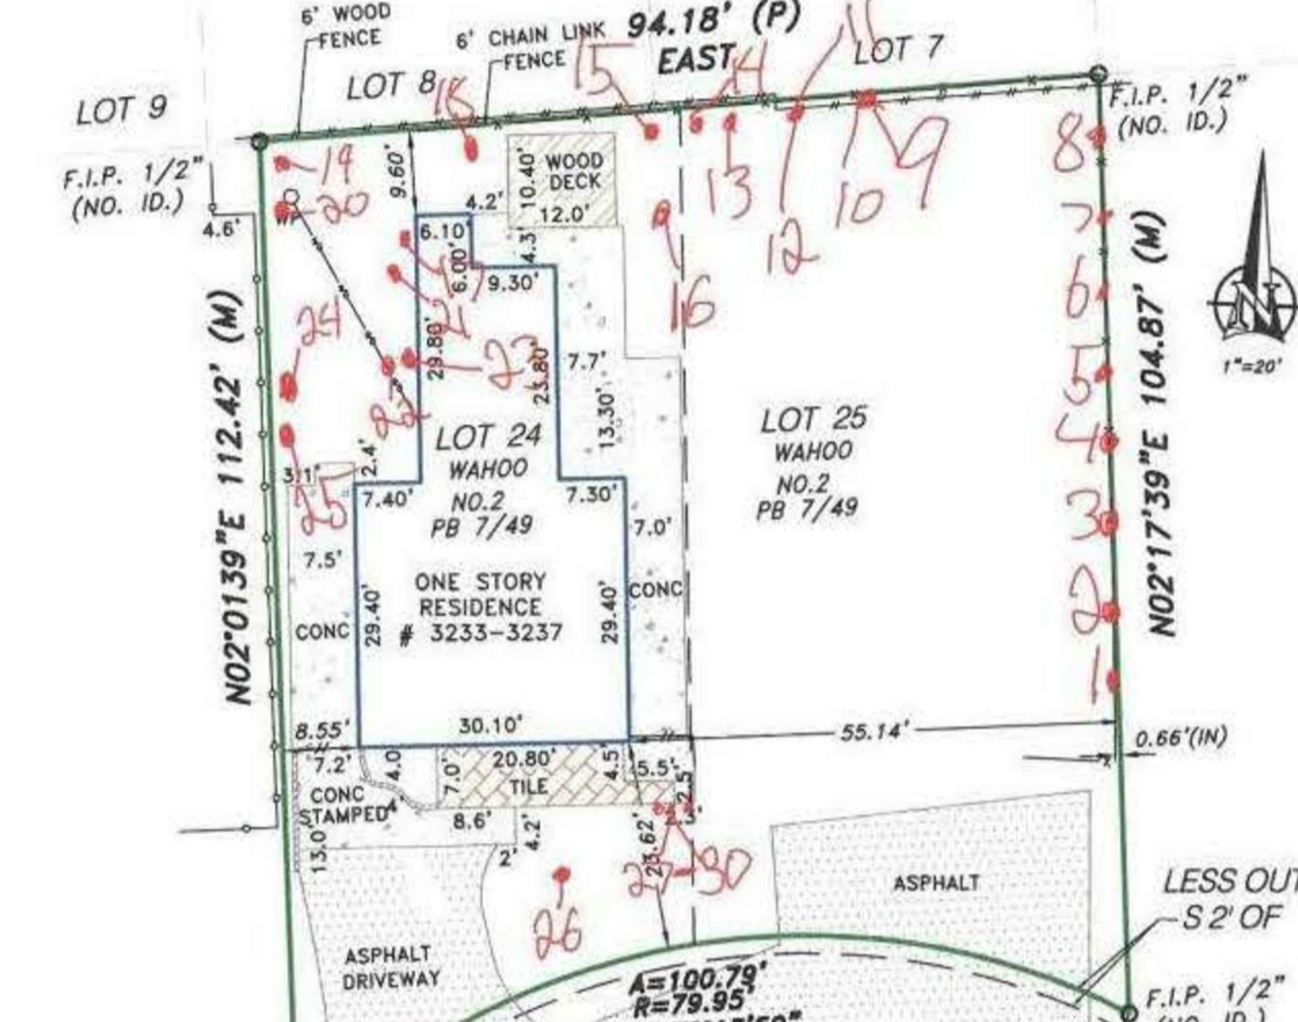 6' WOOD
FENCE
6' CHAIN LINK
FENCE
94.18' (P)
EAST
LOT 9
LOT 8
LOT 7
F.I.P. 1/2"
(NO. ID.)
F.I.P. 1/2"
(NO. ID.)
15
14
11
18
19
20
WP
13
12
10
9
8
7
6
5
4
3
2
1
4.6'
9.60'
4.2'
10.40'
WOOD
DECK
12.0'
6.10'
6.00'
4.3'
9.30'
17
16
21
24
29.80'
23
23.80'
7.7'
13.30'
22
N02°0139"E 112.42' (M)
N02°17'39"E 104.87' (M)
N
1"=20'
LOT 24
WAHOO
NO.2
PB 7/49
LOT 25
WAHOO
NO.2
PB 7/49
3.1'
2.4'
25
7.40'
7.30'
7.0'
7.5'
ONE STORY
RESIDENCE
# 3233-3237
CONC
CONC
29.40'
29.40'
8.55'
30.10'
55.14'
0.66'(IN)
7.2'
4.0
7.0'
20.80'
TILE
4.5'
5.5'
2.5'
2.3'
CONC
STAMPED
4'
13.0'
8.6'
4.2'
2'
23.62'
27-30
26
ASPHALT
ASPHALT
DRIVEWAY
LESS OUT
S 2' OF
A=100.79'
R=79.95'
F.I.P. 1/2"